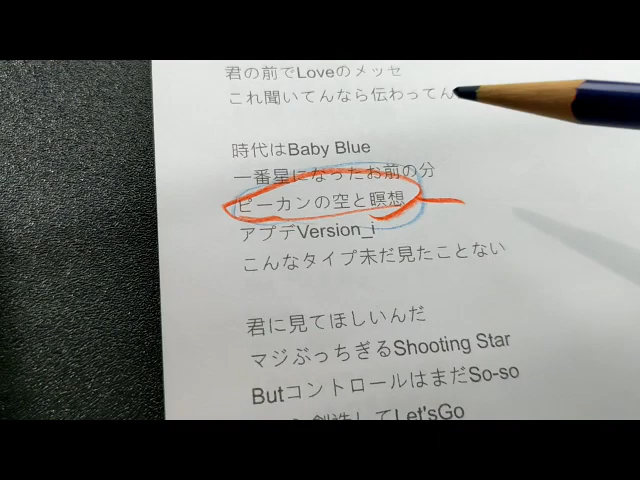 君の前でLoveのメッセ
これ聞いてんなら伝わってん
時代はBaby Blue
一番星になったお前の分
ピーカンの空と瞑想
アプデVersion_i
こんなタイプ未だ見たことない
君に見てほしいんだ
マジぶっちぎるShooting Star
ButコントロールはまだSo-so
創造してLet'sGo